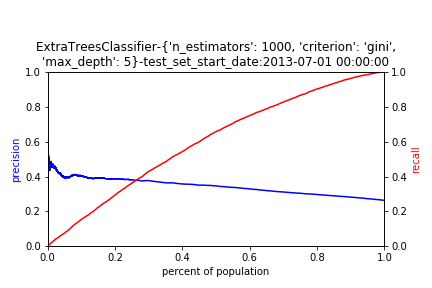 ExtraTreesClassifier-{'n_estimators': 1000, 'criterion': 'gini',
'max_depth': 5}-test_set_start_date:2013-07-01 00:00:00
1.0
0.8
0.6
0.4
0.2
0.0
precision
1.0
0.8
0.6
0.4
0.2
0.0
recall
0.0 0.2 0.4 0.6 0.8 1.0
percent of population